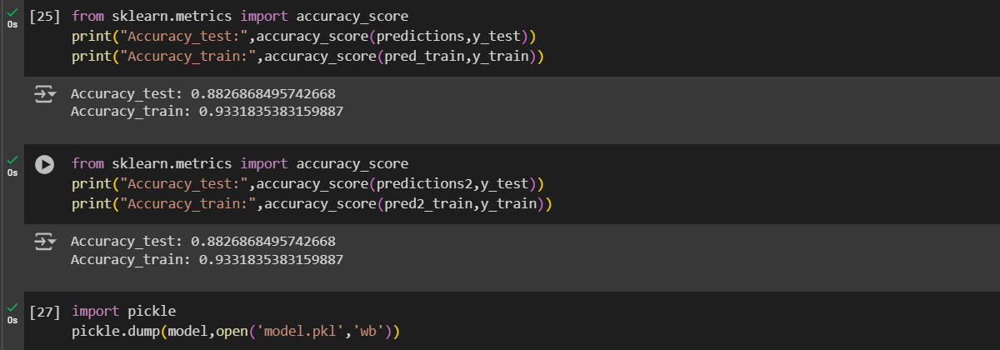 0s
[25] from sklearn.metrics import accuracy_score
print("Accuracy_test:",accuracy_score(predictions,y_test))
print("Accuracy_train:",accuracy_score(pred_train,y_train))
Accuracy_test: 0.8826868495742668
Accuracy_train: 0.9331835383159887
0s
from sklearn.metrics import accuracy_score
print("Accuracy_test:",accuracy_score(predictions2,y_test))
print("Accuracy_train:",accuracy_score(pred2_train,y_train))
Accuracy_test: 0.8826868495742668
Accuracy_train: 0.9331835383159887
0s
[27] import pickle
pickle.dump(model,open('model.pkl','wb'))